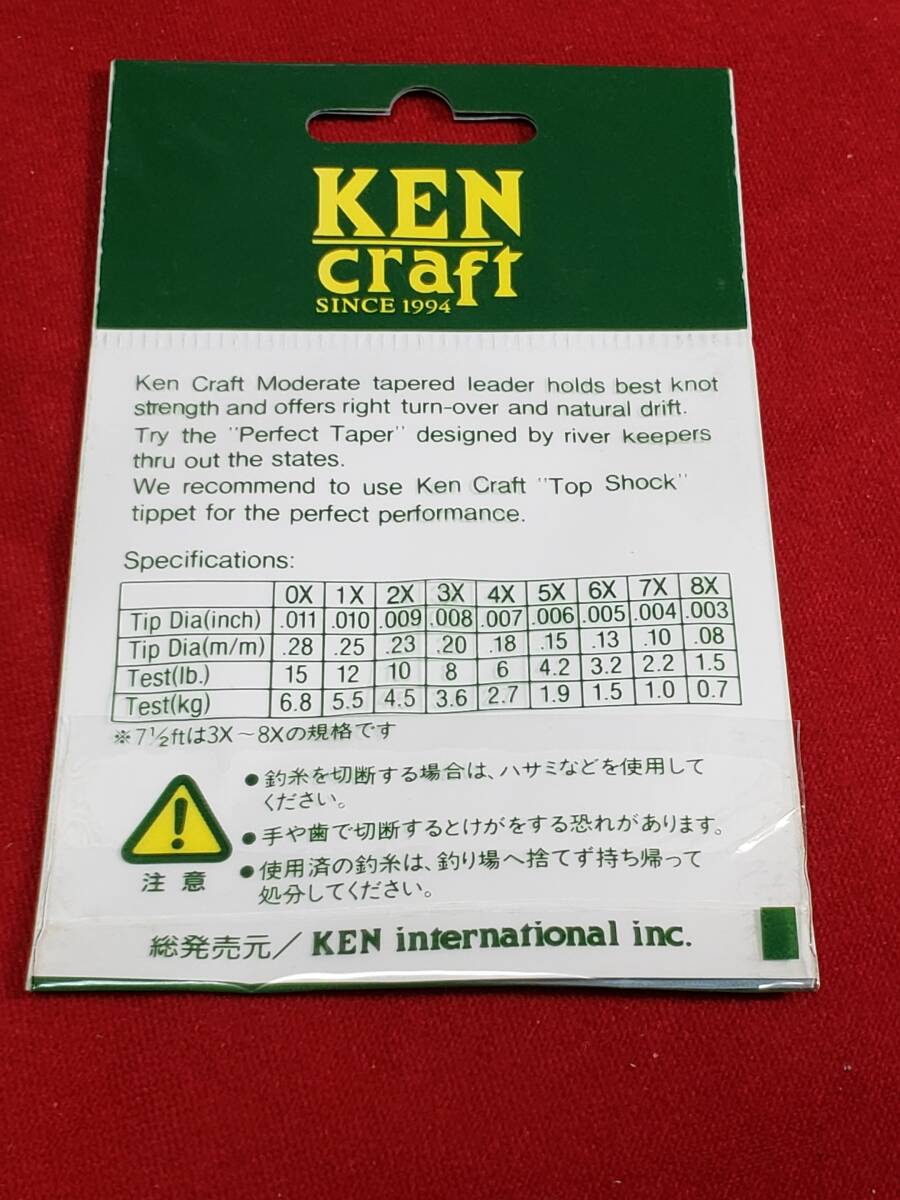 KEN
craft
SINCE 1994
Ken Craft Moderate tapered leader holds best knot
strength and offers right turn-over and natural drift.
Try the "Perfect Taper" designed by river keepers
thru out the states.
We recommend to use Ken Craft "Top Shock"
tippet for the perfect performance.
Specifications:
0X 1X 2X 3X 4X 5X 6X 7X 8X
Tip Dia(inch) .011 .010 .009 .008 .007 .006 .005 .004 .003
Tip Dia(m/m) .28 .25 .23 .20 .18 .15 .13 .10 .08
Test(lb.) 15 12 10 8 6 4.2 3.2 2.2 1.5
Test(kg) 6.8 5.5 4.5 3.6 2.7 1.9 1.5 1.0 0.7
※7½ftは3X～8Xの規格です
●釣糸を切断する場合は、ハサミなどを使用して
ください。
●手や歯で切断するとけがをする恐れがあります。
●使用済の釣糸は、釣り場へ捨てず持ち帰って
処分してください。
注意
総発売元/KEN international inc.